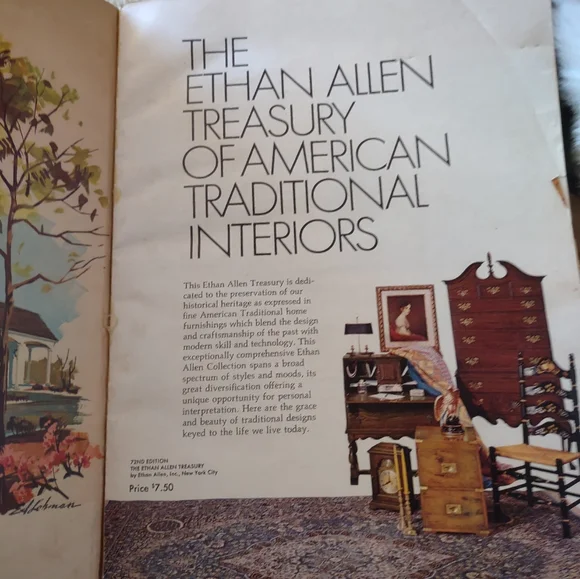 THE
ETHAN ALLEN
TREASURY
OF AMERICAN
TRADITIONAL
INTERIORS
This Ethan Allen Treasury is dedi-
cated to the preservation of our
historical heritage as expressed in
fine American Traditional home
furnishings which blend the design
and craftsmanship of the past with
modern skill and technology. This
exceptionally comprehensive Ethan
Allen Collection spans a broad
spectrum of styles and moods, its
great diversification offering a
unique opportunity for personal
interpretation. Here are the grace
and beauty of traditional designs
keyed to the life we live today.
72ND EDITION
THE ETHAN ALLEN TREASURY
by Ethan Allen, Inc., New York City
Price $7.50